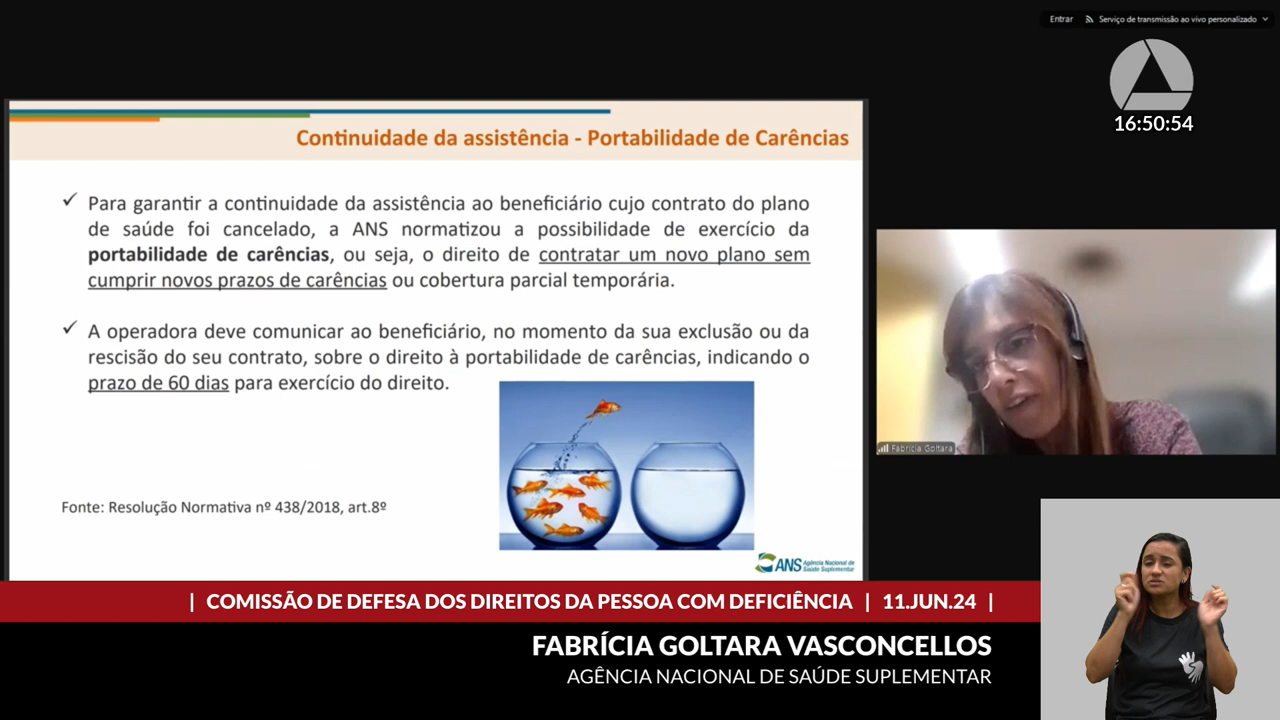 Entrar Serviço de transmissão ao vivo personalizado
16:50:54
Continuidade da assistência - Portabilidade de Carências
✓ Para garantir a continuidade da assistência ao beneficiário cujo contrato do plano
de saúde foi cancelado, a ANS normatizou a possibilidade de exercício da
portabilidade de carências, ou seja, o direito de contratar um novo plano sem
cumprir novos prazos de carências ou cobertura parcial temporária.
✓ A operadora deve comunicar ao beneficiário, no momento da sua exclusão ou da
rescisão do seu contrato, sobre o direito à portabilidade de carências, indicando o
prazo de 60 dias para exercício do direito.
Fonte: Resolução Normativa nº 438/2018, art.8º
ANS Agência Nacional de
Saúde Suplementar
Fabricia Goltara
| COMISSÃO DE DEFESA DOS DIREITOS DA PESSOA COM DEFICIÊNCIA | 11.JUN.24 |
FABRÍCIA GOLTARA VASCONCELLOS
AGÊNCIA NACIONAL DE SAÚDE SUPLEMENTAR